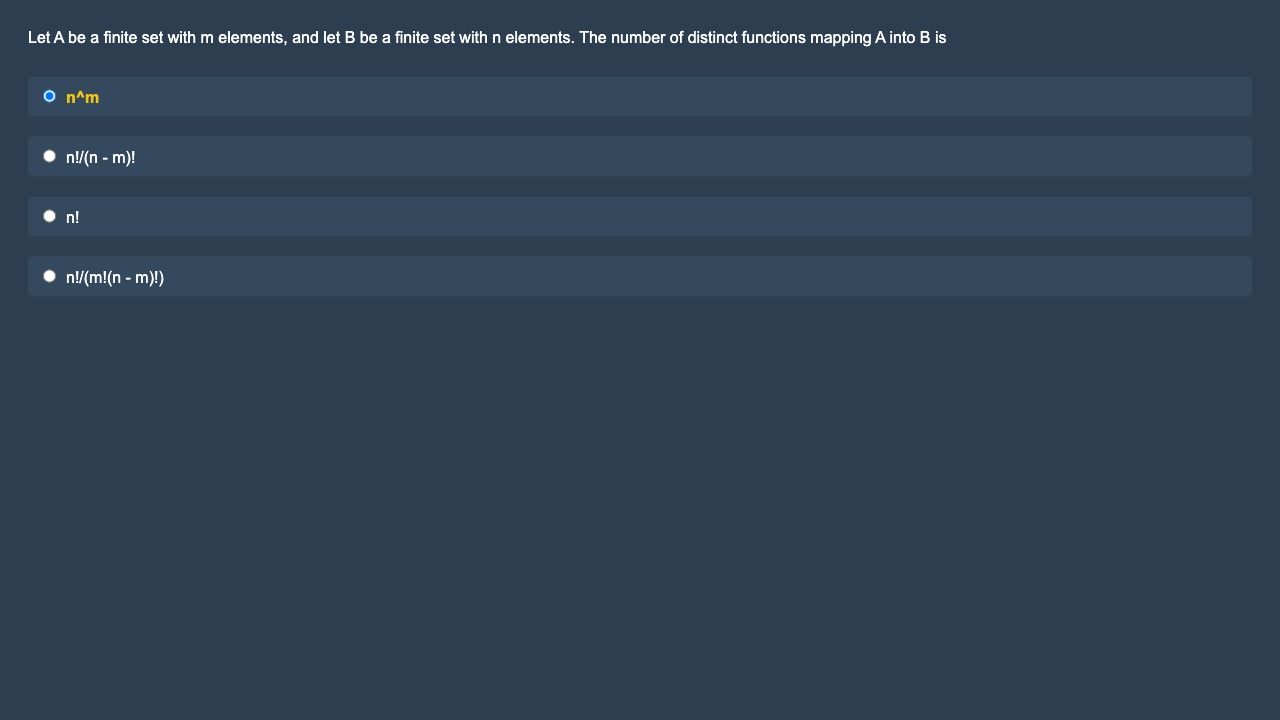 Let A be a finite set with m elements, and let B be a finite set with n elements. The number of distinct functions mapping A into B is
n^m
n!/(n - m)!
n!
n!/(m!(n - m)!)